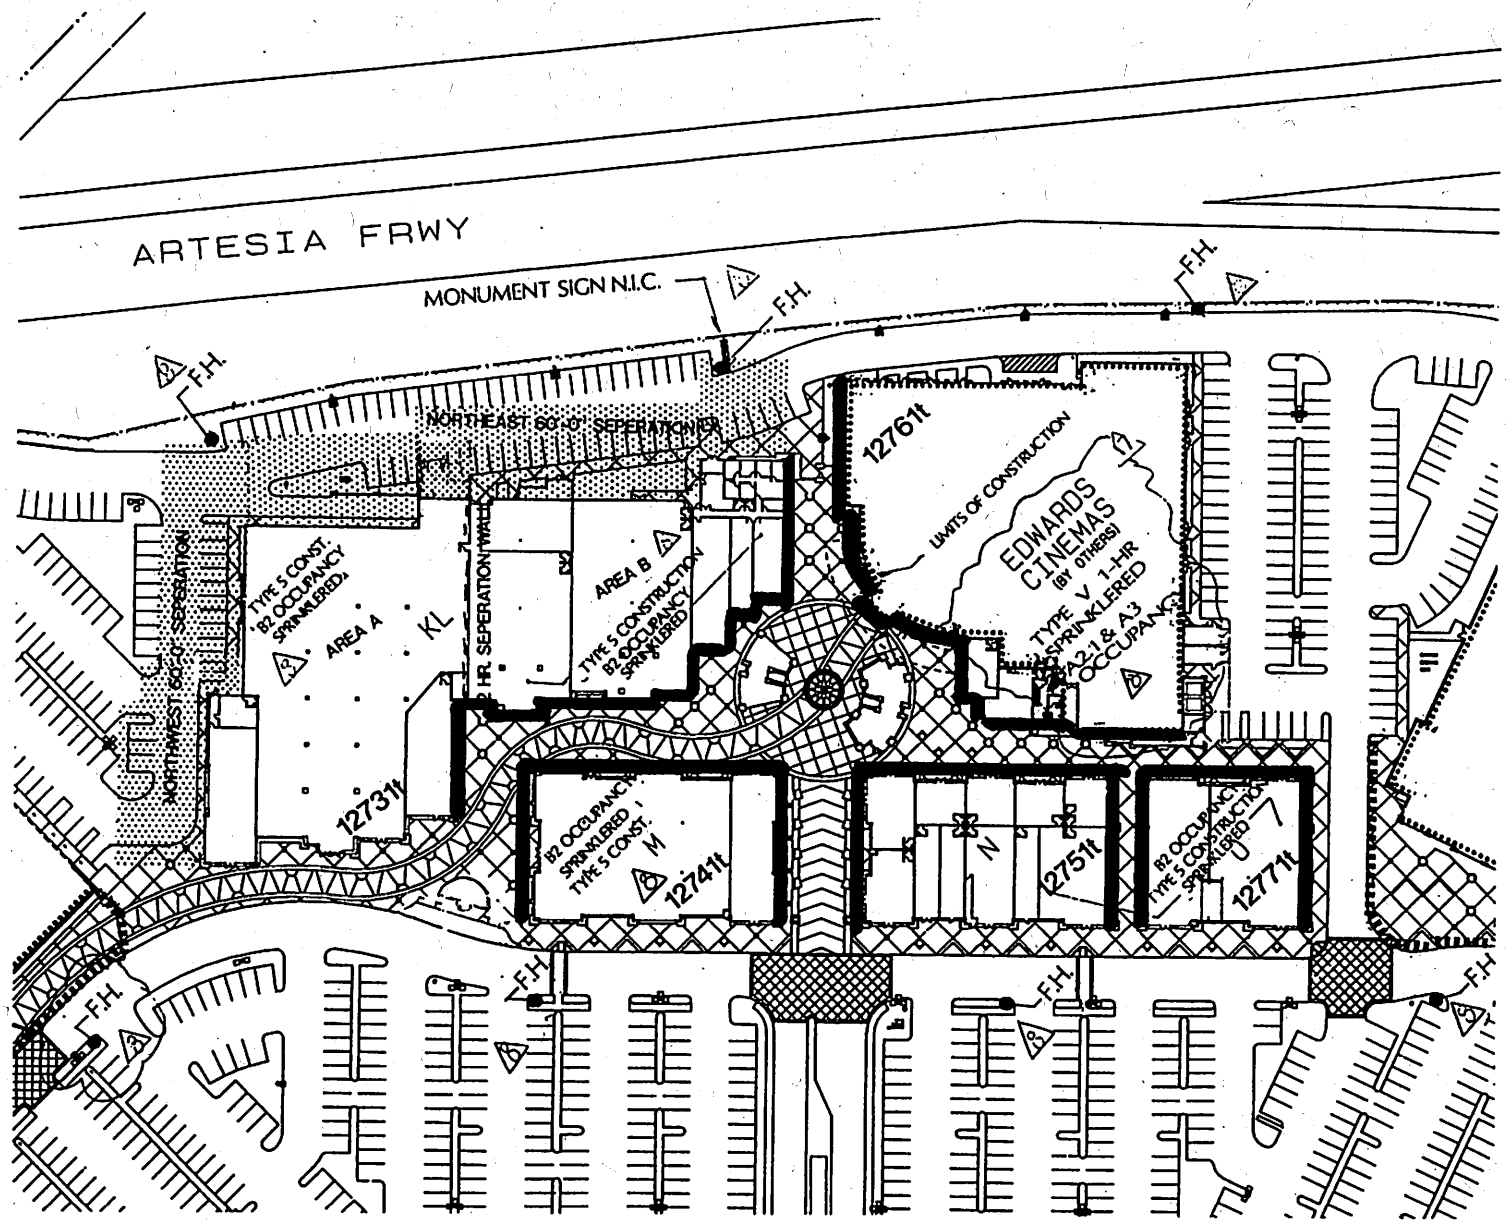 ARTESIA FRWY
MONUMENT SIGN N.I.C.
F.H.
F.H.
F.H.
NORTHEAST 60'-0" SEPERATION
12761t
LIMITS OF CONSTRUCTION
EDWARDS
CINEMAS
(BY OTHERS)
TYPE V 1-HR
SPRINKLERED
A2.1 & A3
OCCUPANC
NORTHWEST 60'-0" SEPERATION
TYPE 5 CONST.
B2 OCCUPANCY
SPRINKLERED
AREA A
KL
2 HR. SEPERATION WALL
AREA B
TYPE 5 CONSTRUCTION
B2 OCCUPANCY
SPRINKLERED
12731t
B2 OCCUPANCY
SPRINKLERED
TYPE 5 CONST.
M
12741t
N
12751t
B2 OCCUPANCY
TYPE 5 CONSTRUCTION
SPRINKLERED
U
12771t
F.H.
F.H.
F.H.
F.H.